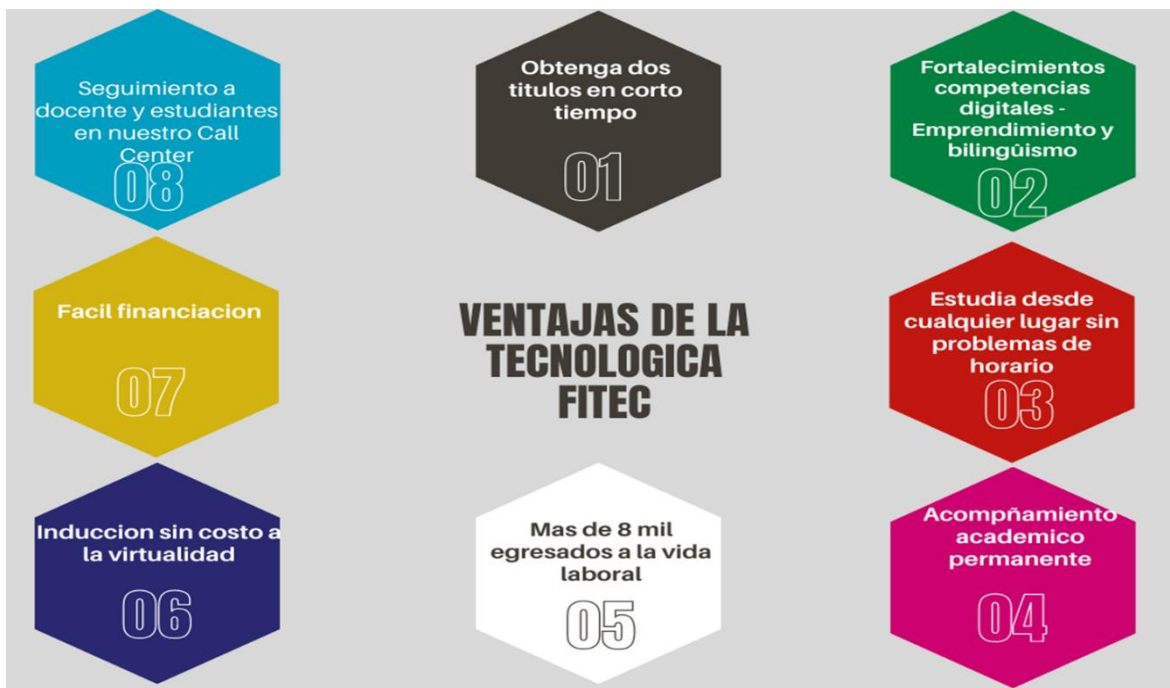 VENTAJAS DE LA
TECNOLOGICA
FITEC
Obtenga dos
titulos en corto
tiempo
01
Fortalecimientos
competencias
digitales -
Emprendimiento y
bilingûismo
02
Estudia desde
cualquier lugar sin
problemas de
horario
03
Acompñamiento
academico
permanente
04
Mas de 8 mil
egresados a la vida
laboral
05
Induccion sin costo a
la virtualidad
06
Facil financiacion
07
Seguimiento a
docente y estudiantes
en nuestro Call
Center
08